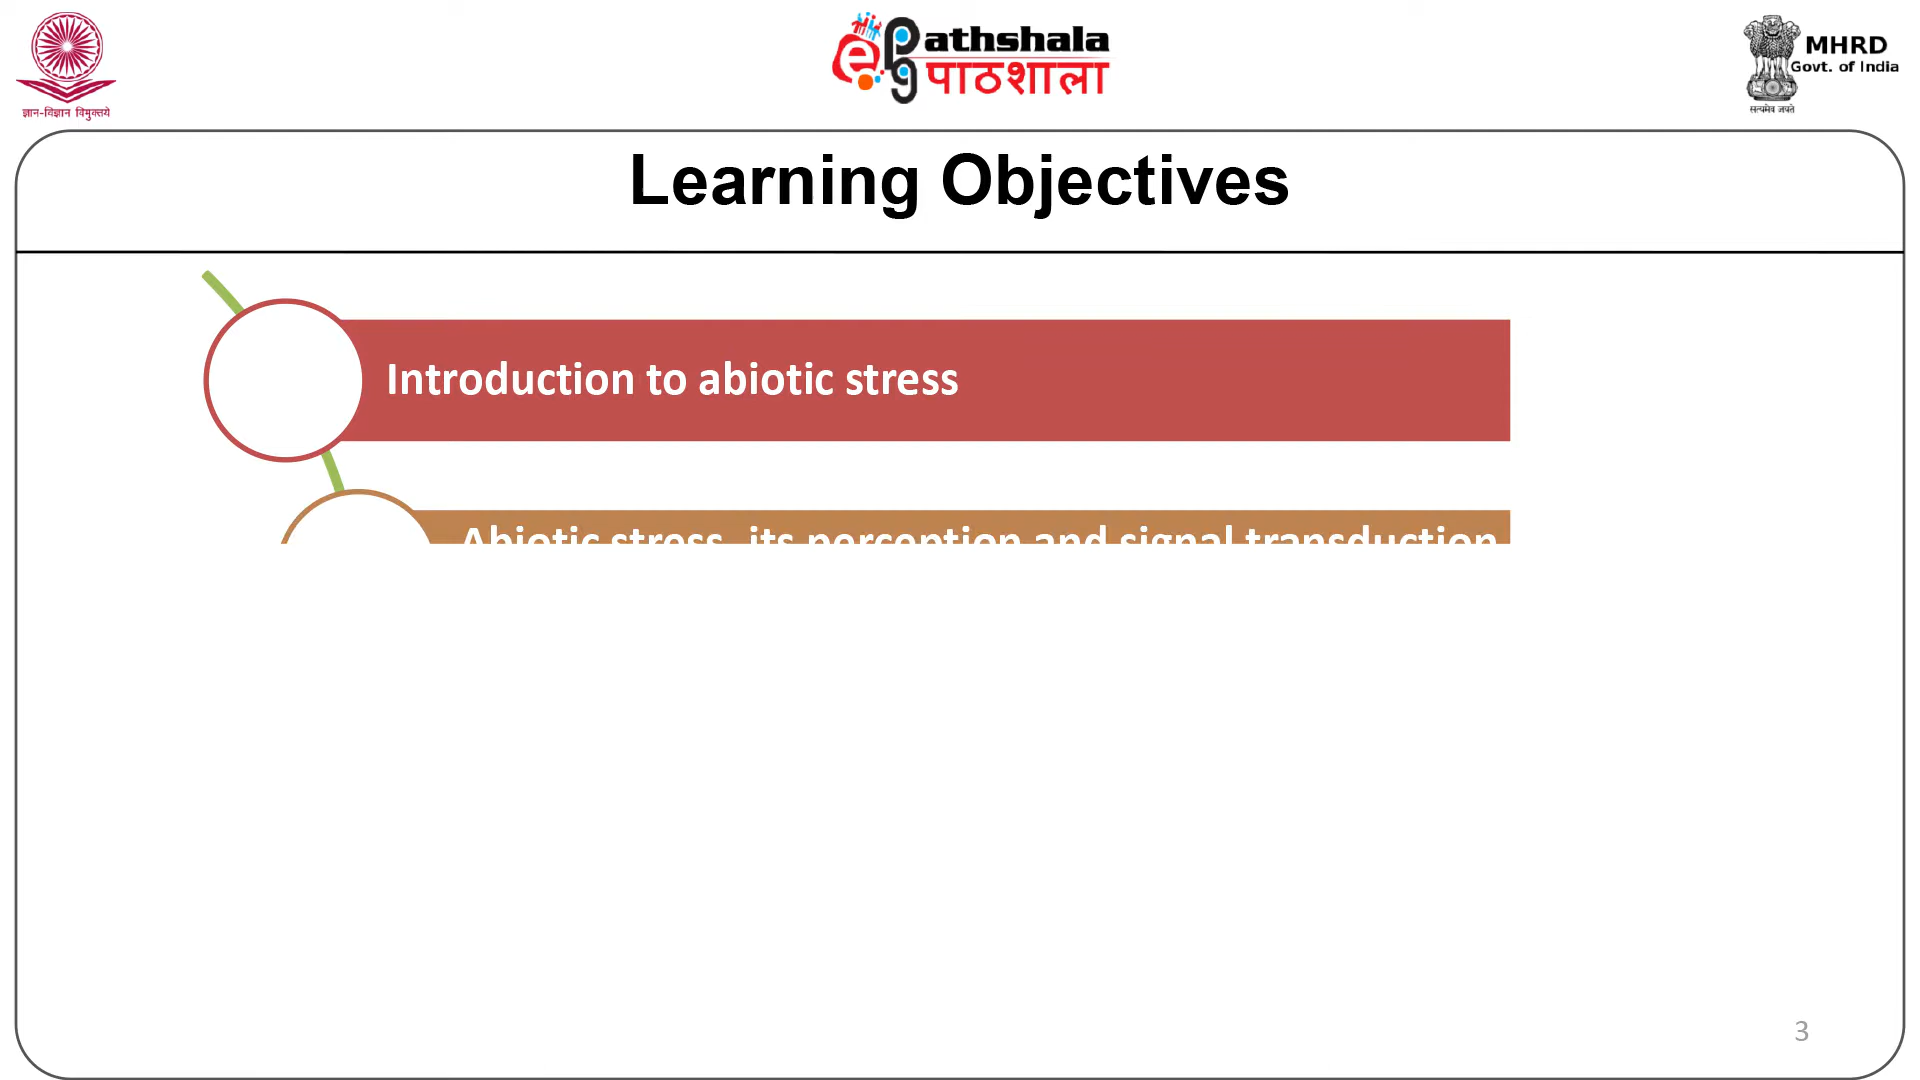 ज्ञान-विज्ञान विमुक्तये
e PG athshala
पाठशाला
MHRD
Govt. of India
सत्यमेव जयते
Learning Objectives
Introduction to abiotic stress
Abiotic stress, its perception and signal transduction
3